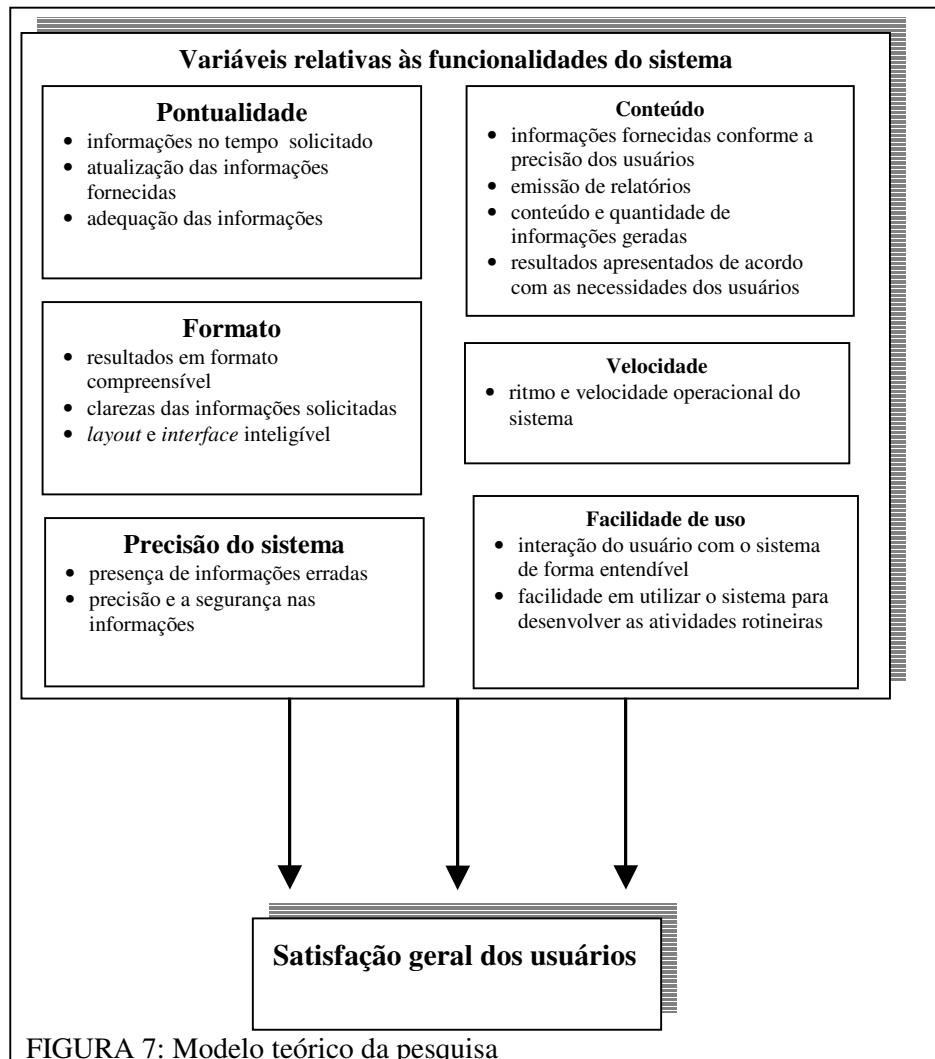 Variáveis relativas às funcionalidades do sistema
Pontualidade
• informações no tempo solicitado
• atualização das informações
fornecidas
• adequação das informações
Formato
• resultados em formato
compreensível
• clarezas das informações solicitadas
• layout e interface inteligível
Precisão do sistema
• presença de informações erradas
• precisão e a segurança nas
informações
Conteúdo
• informações fornecidas conforme a
precisão dos usuários
• emissão de relatórios
• conteúdo e quantidade de
informações geradas
• resultados apresentados de acordo
com as necessidades dos usuários
Velocidade
• ritmo e velocidade operacional do
sistema
Facilidade de uso
• interação do usuário com o sistema
de forma entendível
• facilidade em utilizar o sistema para
desenvolver as atividades rotineiras
Satisfação geral dos usuários
FIGURA 7: Modelo teórico da pesquisa